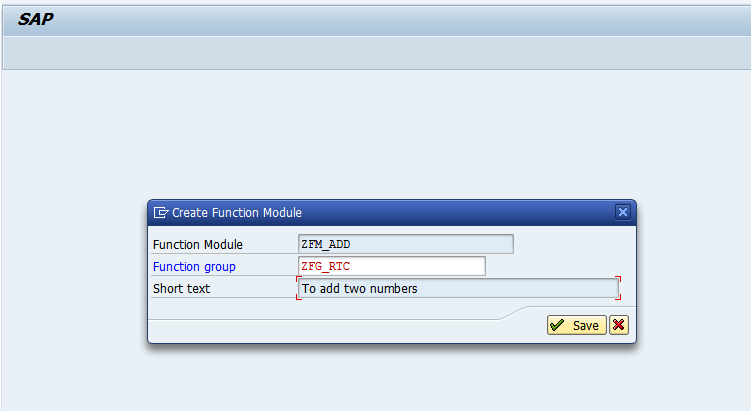 SAP
Create Function Module
Function Module ZFM_ADD
Function group ZFG_RTC
Short text To add two numbers
Save